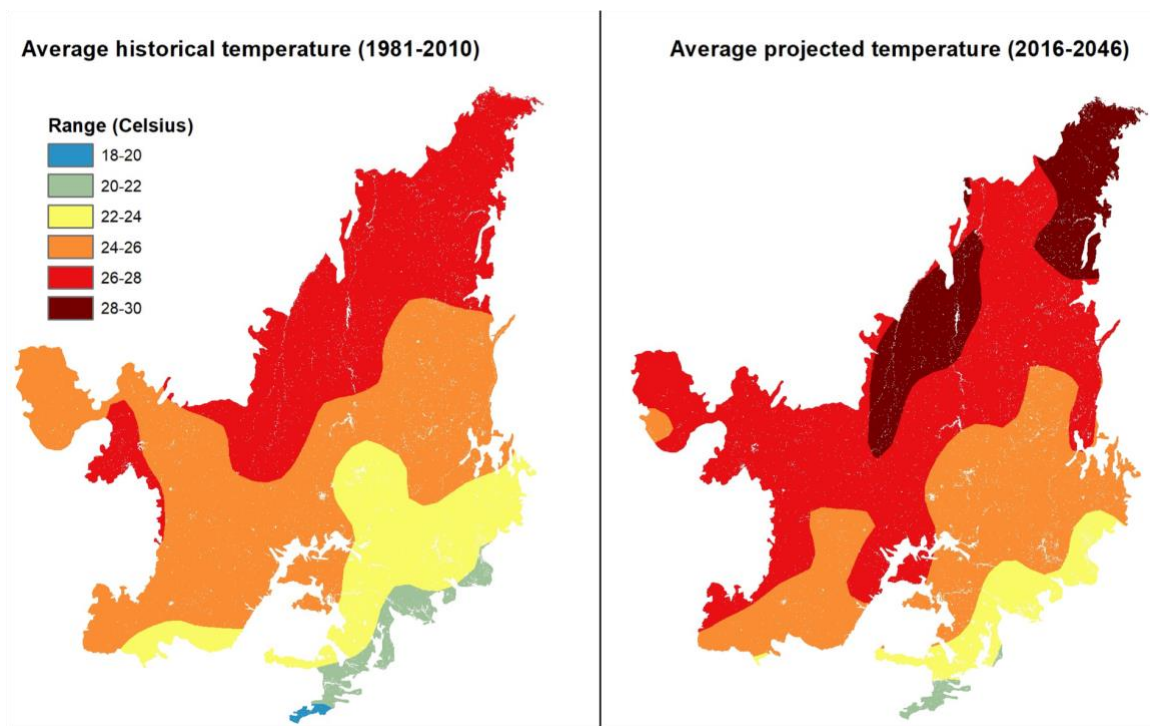 Average historical temperature (1981-2010)
Range (Celsius)
18-20
20-22
22-24
24-26
26-28
28-30
Average projected temperature (2016-2046)